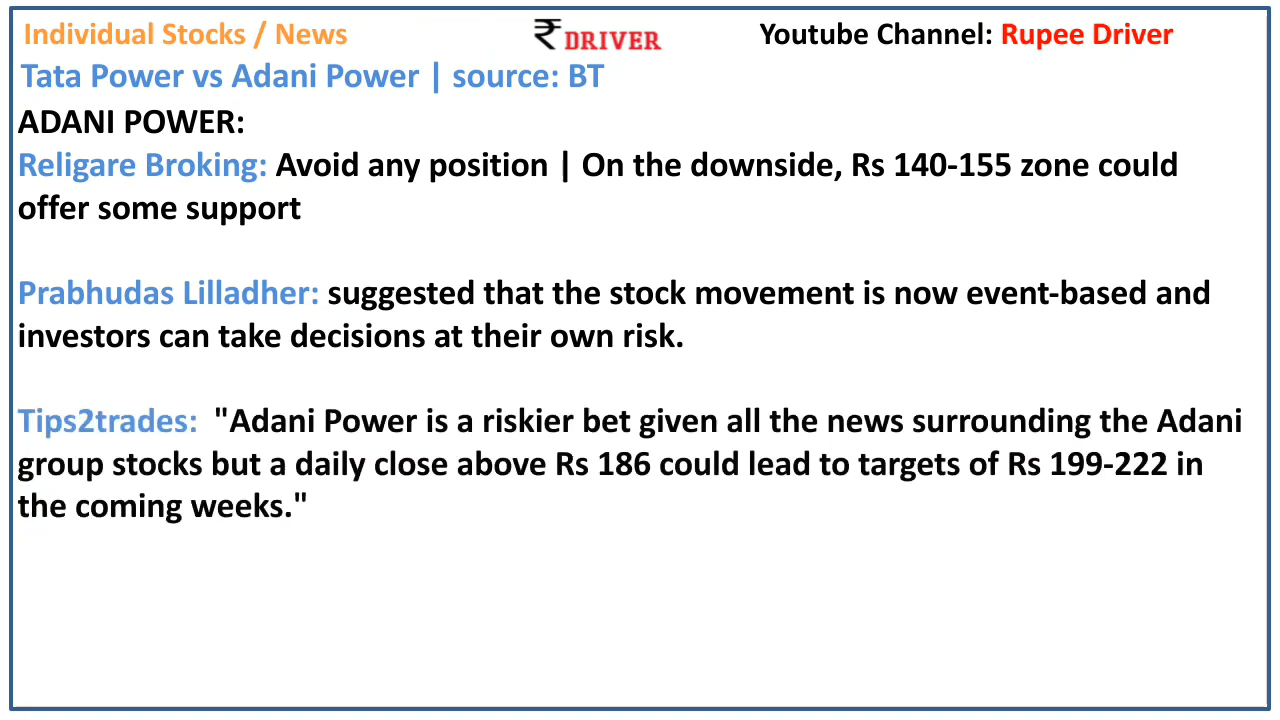 Individual Stocks / News
₹ DRIVER
Youtube Channel: Rupee Driver
Tata Power vs Adani Power | source: BT
ADANI POWER:
Religare Broking: Avoid any position | On the downside, Rs 140-155 zone could
offer some support
Prabhudas Lilladher: suggested that the stock movement is now event-based and
investors can take decisions at their own risk.
Tips2trades: "Adani Power is a riskier bet given all the news surrounding the Adani
group stocks but a daily close above Rs 186 could lead to targets of Rs 199-222 in
the coming weeks."